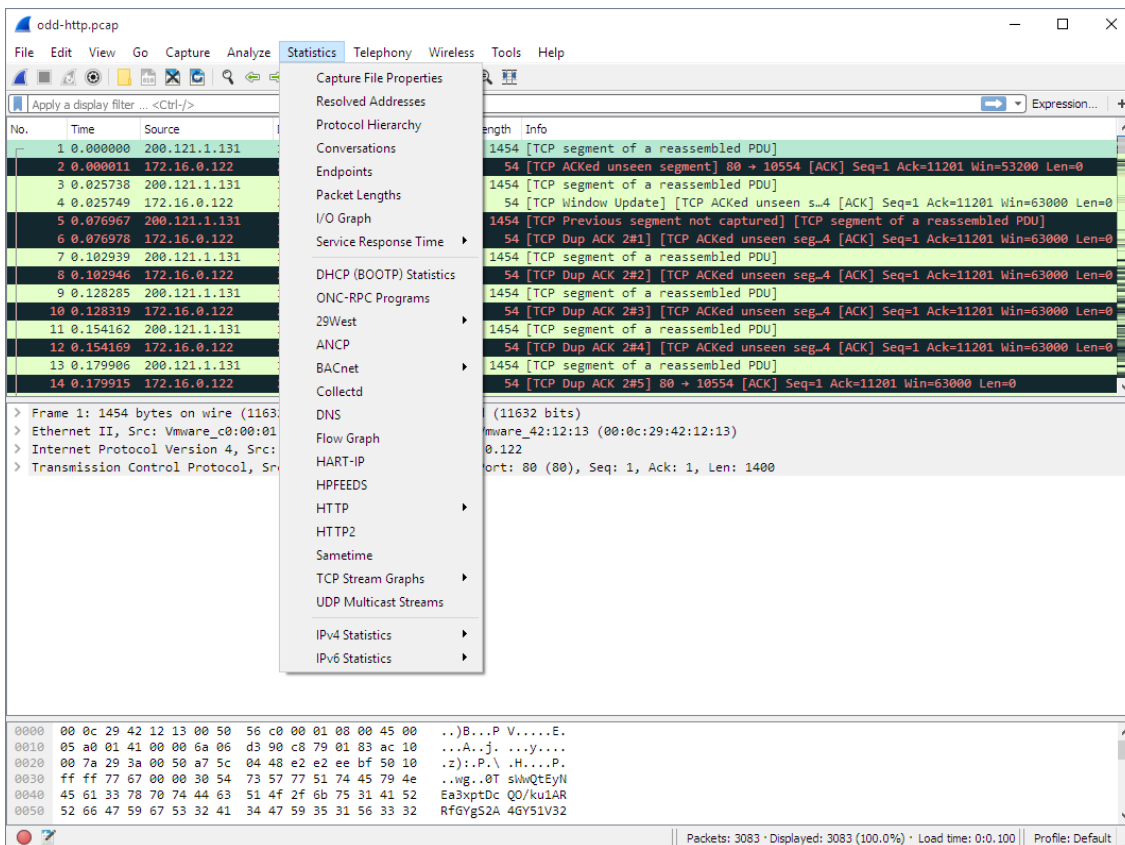 odd-http.pcap
File Edit View Go Capture Analyze Statistics Telephony Wireless Tools Help
Apply a display filter ... <Ctrl-/> Expression... +
No. Time Source Length Info
1 0.000000 200.121.1.131 1454 [TCP segment of a reassembled PDU]
2 0.000011 172.16.0.122 54 [TCP ACKed unseen segment] 80 → 10554 [ACK] Seq=1 Ack=11201 Win=53200 Len=0
3 0.025738 200.121.1.131 1454 [TCP segment of a reassembled PDU]
4 0.025749 172.16.0.122 54 [TCP Window Update] [TCP ACKed unseen s…4 [ACK] Seq=1 Ack=11201 Win=63000 Len=0
5 0.076967 200.121.1.131 1454 [TCP Previous segment not captured] [TCP segment of a reassembled PDU]
6 0.076978 172.16.0.122 54 [TCP Dup ACK 2#1] [TCP ACKed unseen seg…4 [ACK] Seq=1 Ack=11201 Win=63000 Len=0
7 0.102939 200.121.1.131 1454 [TCP segment of a reassembled PDU]
8 0.102946 172.16.0.122 54 [TCP Dup ACK 2#2] [TCP ACKed unseen seg…4 [ACK] Seq=1 Ack=11201 Win=63000 Len=0
9 0.128285 200.121.1.131 1454 [TCP segment of a reassembled PDU]
10 0.128319 172.16.0.122 54 [TCP Dup ACK 2#3] [TCP ACKed unseen seg…4 [ACK] Seq=1 Ack=11201 Win=63000 Len=0
11 0.154162 200.121.1.131 1454 [TCP segment of a reassembled PDU]
12 0.154169 172.16.0.122 54 [TCP Dup ACK 2#4] [TCP ACKed unseen seg…4 [ACK] Seq=1 Ack=11201 Win=63000 Len=0
13 0.179906 200.121.1.131 1454 [TCP segment of a reassembled PDU]
14 0.179915 172.16.0.122 54 [TCP Dup ACK 2#5] 80 → 10554 [ACK] Seq=1 Ack=11201 Win=63000 Len=0
Capture File Properties
Resolved Addresses
Protocol Hierarchy
Conversations
Endpoints
Packet Lengths
I/O Graph
Service Response Time
DHCP (BOOTP) Statistics
ONC-RPC Programs
29West
ANCP
BACnet
Collectd
DNS
Flow Graph
HART-IP
HPFEEDS
HTTP
HTTP2
Sametime
TCP Stream Graphs
UDP Multicast Streams
IPv4 Statistics
IPv6 Statistics
Frame 1: 1454 bytes on wire (1163 (11632 bits)
Ethernet II, Src: Vmware_c0:00:01 Vmware_42:12:13 (00:0c:29:42:12:13)
Internet Protocol Version 4, Src: 0.122
Transmission Control Protocol, Sr Port: 80 (80), Seq: 1, Ack: 1, Len: 1400
0000 00 0c 29 42 12 13 00 50 56 c0 00 01 08 00 45 00 ..)B...P V.....E.
0010 05 a0 01 41 00 00 6a 06 d3 90 c8 79 01 83 ac 10 ...A..j. ...y....
0020 00 7a 29 3a 00 50 a7 5c 04 48 e2 e2 ee bf 50 10 .z):.P.\ .H....P.
0030 ff ff 77 67 00 00 30 54 73 57 77 51 74 45 79 4e ..wg..0T sWwQtEyN
0040 45 61 33 78 70 74 44 63 51 4f 2f 6b 75 31 41 52 Ea3xptDc QO/ku1AR
0050 52 66 47 59 67 53 32 41 34 47 59 35 31 56 33 32 RfGYgS2A 4GY51V32
Packets: 3083 · Displayed: 3083 (100.0%) · Load time: 0:0.100 Profile: Default